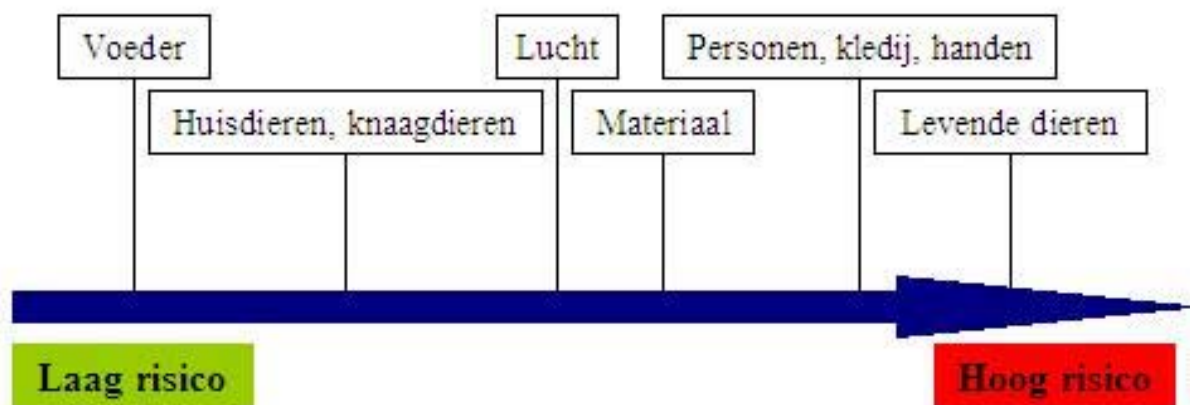 Voeder
Lucht
Personen, kledij, handen
Huisdieren, knaagdieren
Materiaal
Levende dieren
Laag risico
Hoog risico